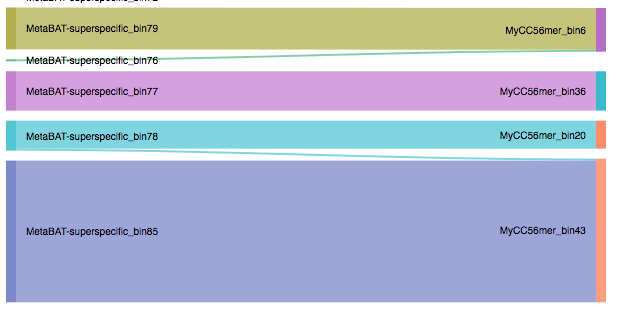 MetaBAT-superspecific_bin79
MyCC56mer_bin6
MetaBAT-superspecific_bin76
MetaBAT-superspecific_bin77
MyCC56mer_bin36
MetaBAT-superspecific_bin78
MyCC56mer_bin20
MetaBAT-superspecific_bin85
MyCC56mer_bin43